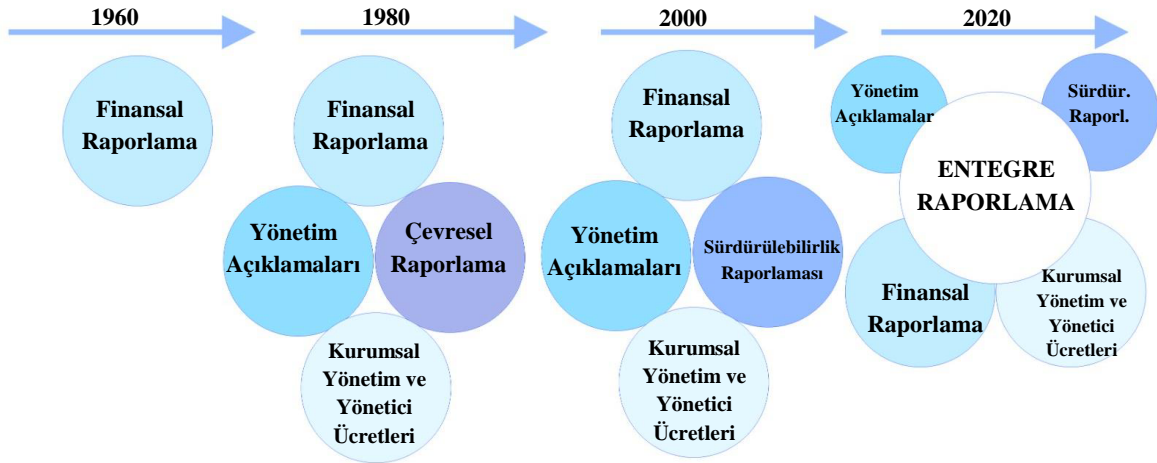 1960
1980
2000
2020
Finansal
Raporlama
Finansal
Raporlama
Yönetim
Açıklamaları
Çevresel
Raporlama
Kurumsal
Yönetim ve
Yönetici
Ücretleri
Finansal
Raporlama
Yönetim
Açıklamaları
Sürdürülebilirlik
Raporlaması
Kurumsal
Yönetim ve
Yönetici
Ücretleri
Yönetim
Açıklamalar
Sürdür.
Raporl.
ENTEGRE
RAPORLAMA
Finansal
Raporlama
Kurumsal
Yönetim ve
Yönetici
Ücretleri